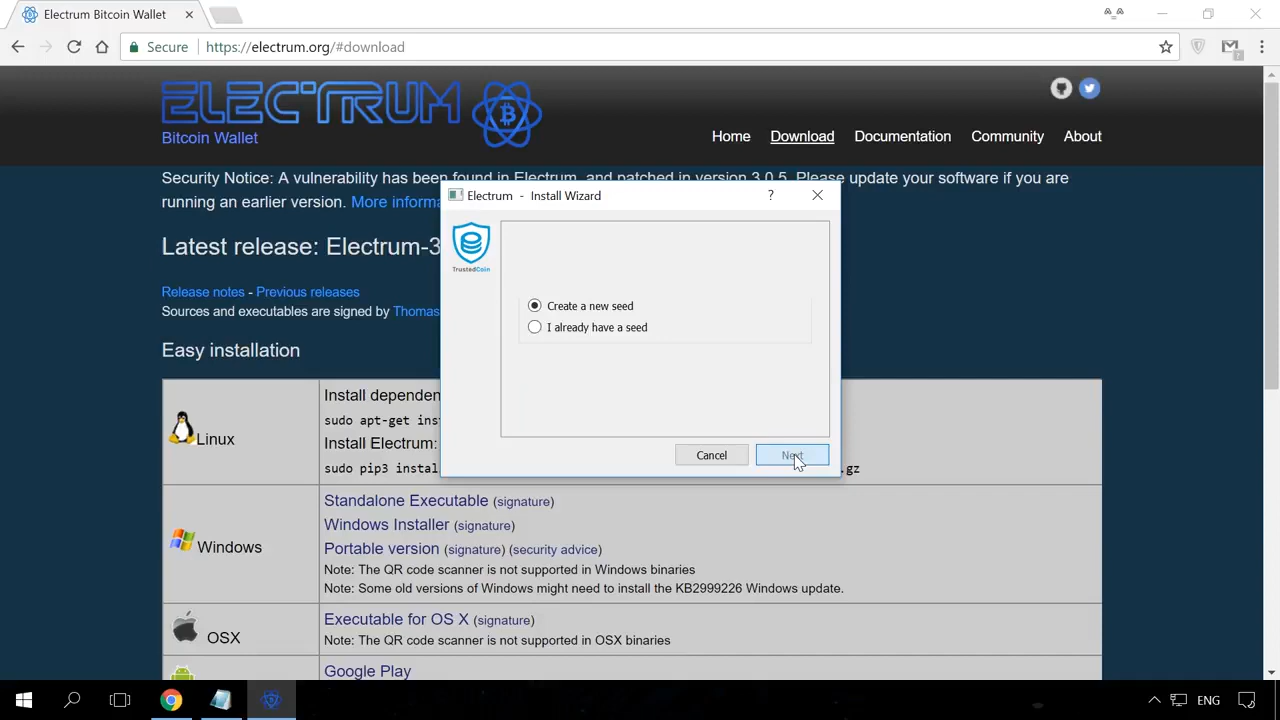 Electrum Bitcoin Wallet
Secure
https://electrum.org/#download
7
ELECTRUM
Bitcoin Wallet
Home
Download
Documentation
Community
About
Security Notice: A vulnerability has been found in Electrum, and patched in version 3.0.5. Please update your software if you are
running an earlier version. More informa
Electrum - Install Wizard
?
TrustedCoin
Create a new seed
I already have a seed
Cancel
Next
Latest release: Electrum-3
Release notes - Previous releases
Sources and executables are signed by Thomas
Easy installation
Linux
Install dependen
sudo apt-get inst
Install Electrum:
sudo pip3 instal
.gz
Windows
Standalone Executable (signature)
Windows Installer (signature)
Portable version (signature) (security advice)
Note: The QR code scanner is not supported in Windows binaries
Note: Some old versions of Windows might need to install the KB2999226 Windows update.
OSX
Executable for OS X (signature)
Note: The QR code scanner is not supported in OSX binaries
Google Play
ENG